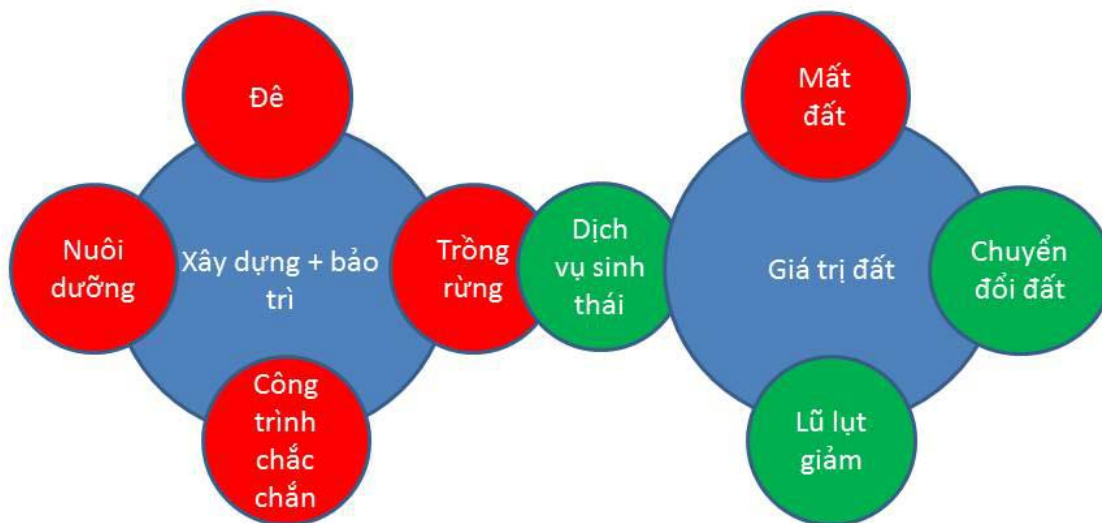 Đê
Nuôi
dưỡng
Xây dựng + bảo
trì
Trồng
rừng
Công
trình
chắc
chắn
Dịch
vụ sinh
thái
Mất
đất
Giá trị đất
Chuyển
đổi đất
Lũ lụt
giảm